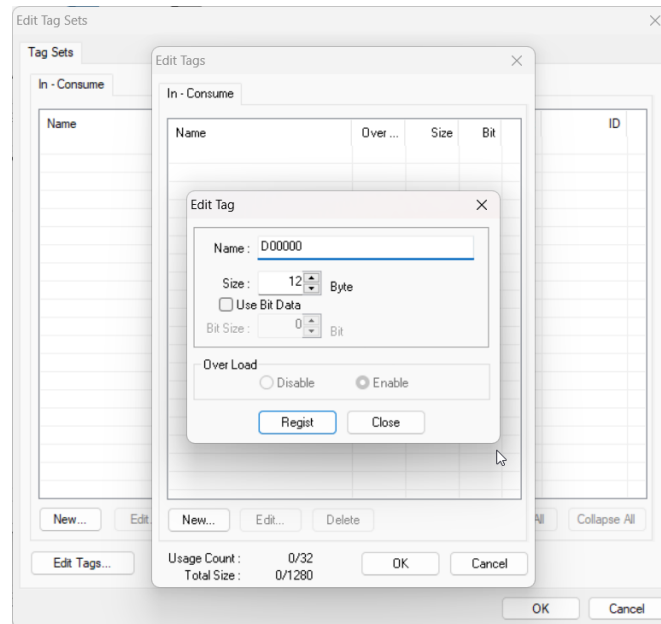 Edit Tag Sets
Tag Sets
In - Consume
Name
ID
Edit Tags
In - Consume
Name Over ... Size Bit
Edit Tag
Name : D00000
Size : 12 Byte
Use Bit Data
Bit Size : 0 Bit
Over Load
Disable Enable
Regist Close
New... Edit
New... Edit... Delete
All Collapse All
Edit Tags...
Usage Count : 0/32
Total Size : 0/1280
OK Cancel
OK Cancel